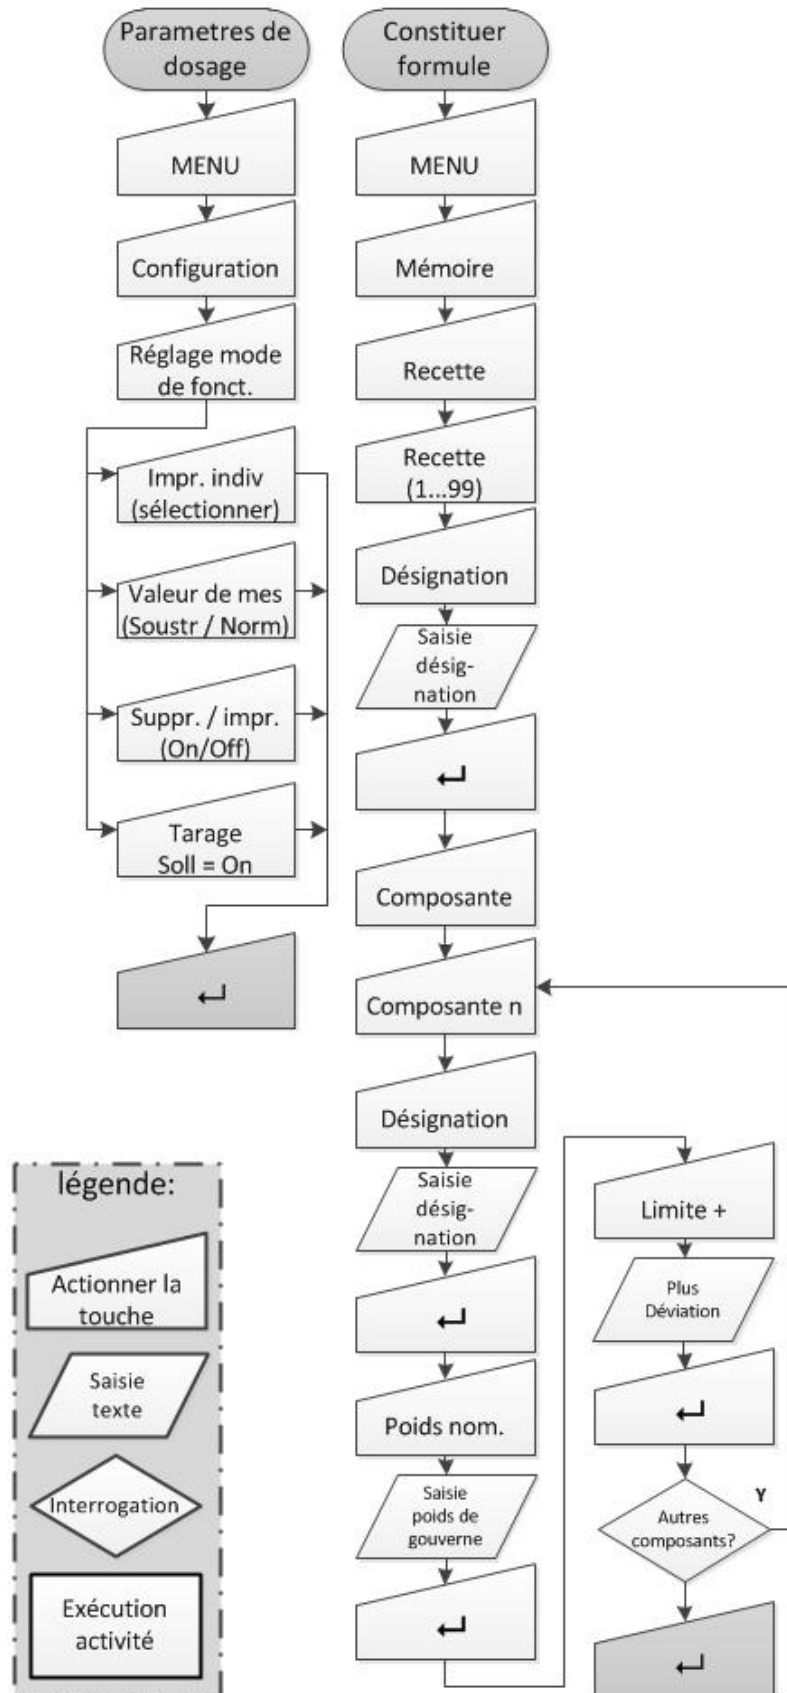 Parametres de
dosage
MENU
Configuration
Réglage mode
de fonct.
Impr. indiv
(sélectionner)
Valeur de mes
(Soustr / Norm)
Suppr. / impr.
(On/Off)
Tarage
Soll = On
↵
Constituer
formule
MENU
Mémoire
Recette
Recette
(1...99)
Désignation
Saisie
désig-
nation
↵
Composante
Composante n
Désignation
Saisie
désig-
nation
↵
Poids nom.
Saisie
poids de
gouverne
↵
Limite +
Plus
Déviation
↵
Autres
composants?
Y
↵
légende:
Actionner la
touche
Saisie
texte
Interrogation
Exécution
activité